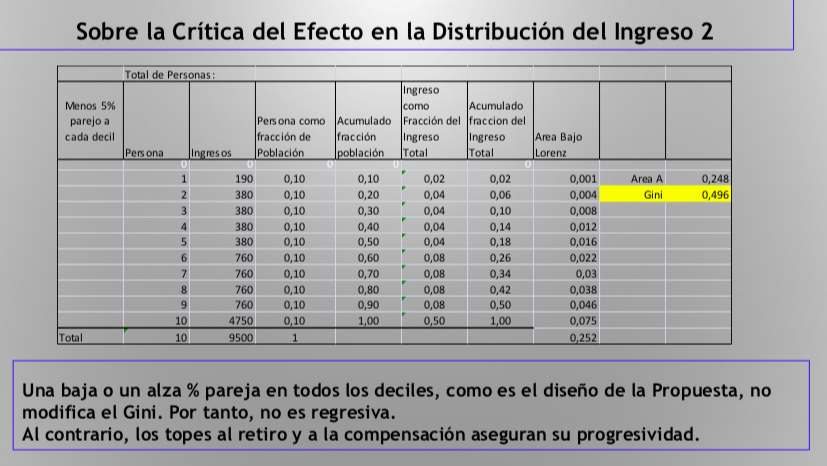 Sobre la Crítica del Efecto en la Distribución del Ingreso 2
Total de Personas:
Menos 5% parejo a cada decil Persona Ingresos Persona como fracción de Población Acumulado fracción población Ingreso como Fracción del Ingreso Total Acumulado fraccion del Ingreso Total Area Bajo Lorenz
0 0 0 0 0
1 190 0,10 0,10 0,02 0,02 0,001 Area A 0,248
2 380 0,10 0,20 0,04 0,06 0,004 Gini 0,496
3 380 0,10 0,30 0,04 0,10 0,008
4 380 0,10 0,40 0,04 0,14 0,012
5 380 0,10 0,50 0,04 0,18 0,016
6 760 0,10 0,60 0,08 0,26 0,022
7 760 0,10 0,70 0,08 0,34 0,03
8 760 0,10 0,80 0,08 0,42 0,038
9 760 0,10 0,90 0,08 0,50 0,046
10 4750 0,10 1,00 0,50 1,00 0,075
Total 10 9500 1 0,252
Una baja o un alza % pareja en todos los deciles, como es el diseño de la Propuesta, no
modifica el Gini. Por tanto, no es regresiva.
Al contrario, los topes al retiro y a la compensación aseguran su progresividad.